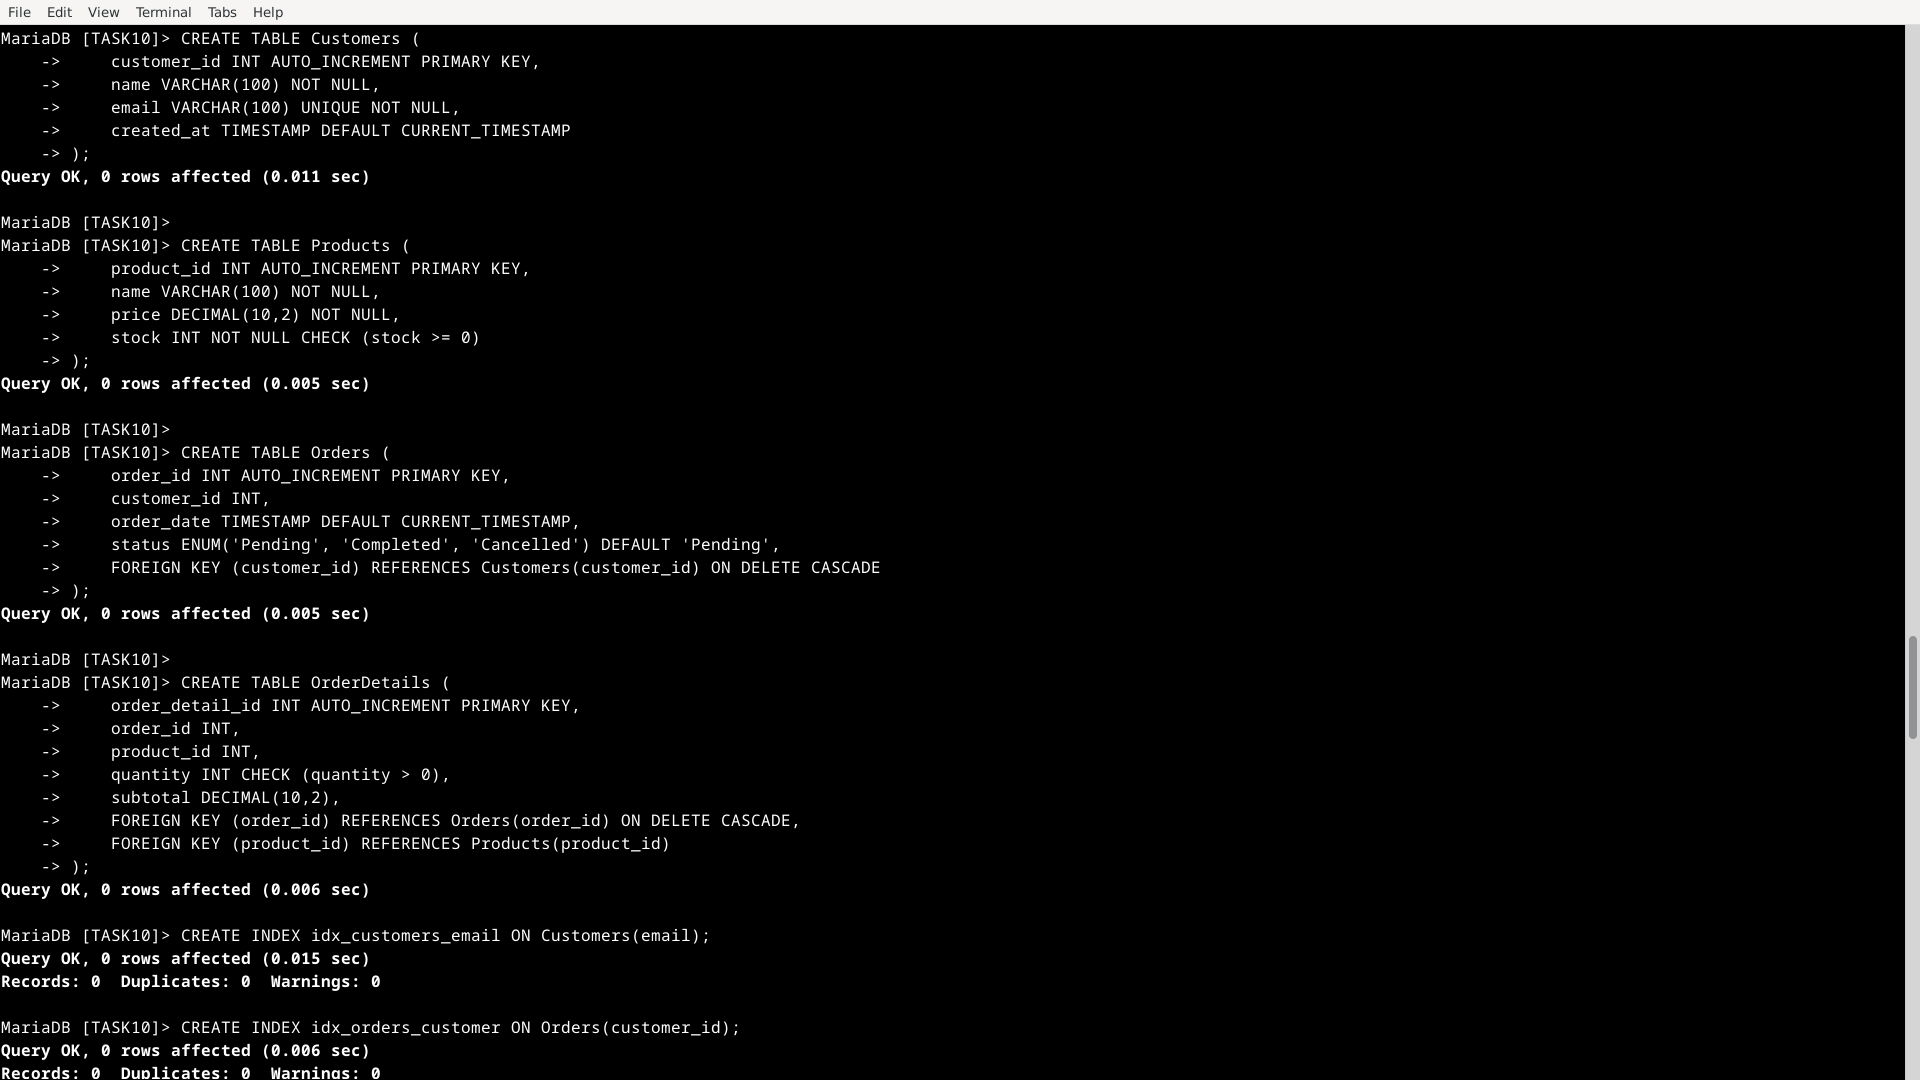 File Edit View Terminal Tabs Help
MariaDB [TASK10]> CREATE TABLE Customers (
    ->     customer_id INT AUTO_INCREMENT PRIMARY KEY,
    ->     name VARCHAR(100) NOT NULL,
    ->     email VARCHAR(100) UNIQUE NOT NULL,
    ->     created_at TIMESTAMP DEFAULT CURRENT_TIMESTAMP
    -> );
Query OK, 0 rows affected (0.011 sec)

MariaDB [TASK10]>
MariaDB [TASK10]> CREATE TABLE Products (
    ->     product_id INT AUTO_INCREMENT PRIMARY KEY,
    ->     name VARCHAR(100) NOT NULL,
    ->     price DECIMAL(10,2) NOT NULL,
    ->     stock INT NOT NULL CHECK (stock >= 0)
    -> );
Query OK, 0 rows affected (0.005 sec)

MariaDB [TASK10]>
MariaDB [TASK10]> CREATE TABLE Orders (
    ->     order_id INT AUTO_INCREMENT PRIMARY KEY,
    ->     customer_id INT,
    ->     order_date TIMESTAMP DEFAULT CURRENT_TIMESTAMP,
    ->     status ENUM('Pending', 'Completed', 'Cancelled') DEFAULT 'Pending',
    ->     FOREIGN KEY (customer_id) REFERENCES Customers(customer_id) ON DELETE CASCADE
    -> );
Query OK, 0 rows affected (0.005 sec)

MariaDB [TASK10]>
MariaDB [TASK10]> CREATE TABLE OrderDetails (
    ->     order_detail_id INT AUTO_INCREMENT PRIMARY KEY,
    ->     order_id INT,
    ->     product_id INT,
    ->     quantity INT CHECK (quantity > 0),
    ->     subtotal DECIMAL(10,2),
    ->     FOREIGN KEY (order_id) REFERENCES Orders(order_id) ON DELETE CASCADE,
    ->     FOREIGN KEY (product_id) REFERENCES Products(product_id)
    -> );
Query OK, 0 rows affected (0.006 sec)

MariaDB [TASK10]> CREATE INDEX idx_customers_email ON Customers(email);
Query OK, 0 rows affected (0.015 sec)
Records: 0  Duplicates: 0  Warnings: 0

MariaDB [TASK10]> CREATE INDEX idx_orders_customer ON Orders(customer_id);
Query OK, 0 rows affected (0.006 sec)
Records: 0  Duplicates: 0  Warnings: 0